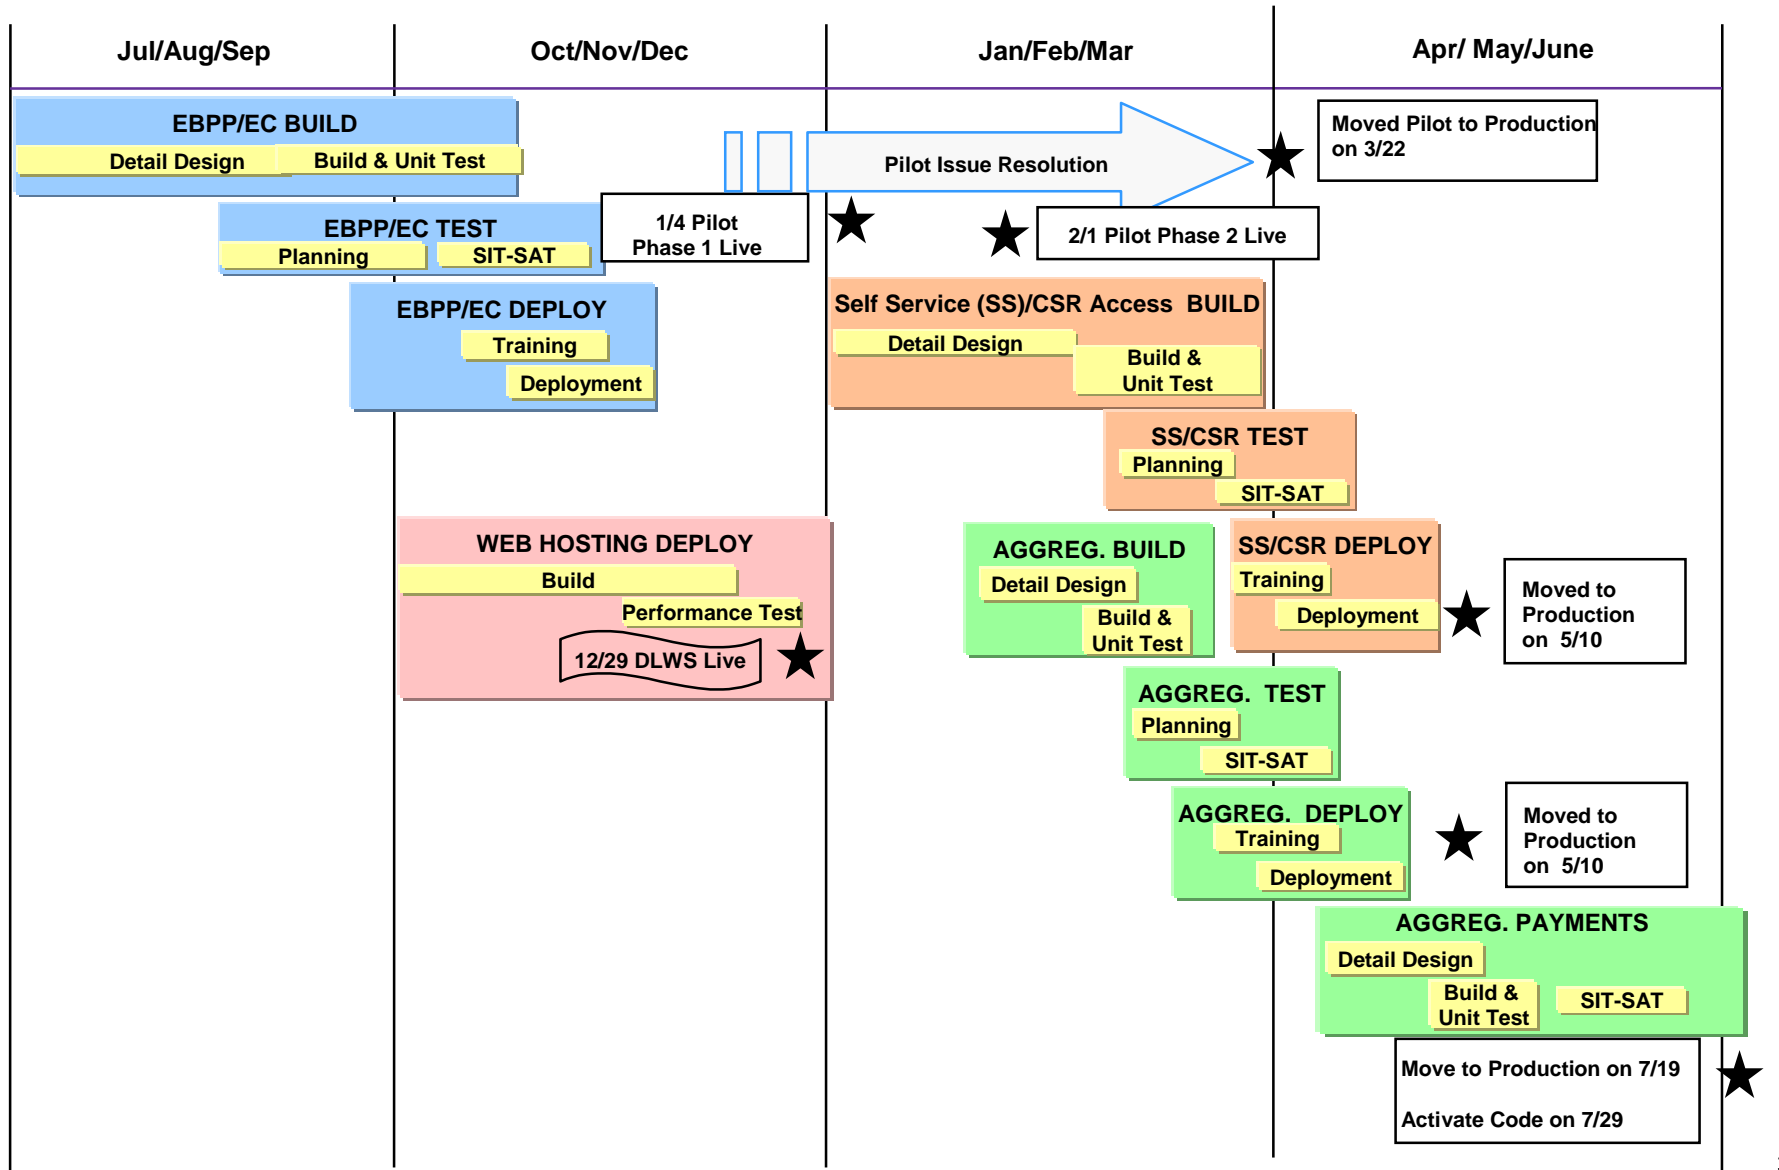 Jul/Aug/Sep
Oct/Nov/Dec
Jan/Feb/Mar
Apr/ May/June
EBPP/EC BUILD
Detail Design
Build & Unit Test
Pilot Issue Resolution
Moved Pilot to Production
on 3/22
EBPP/EC TEST
Planning
SIT-SAT
1/4 Pilot
Phase 1 Live
2/1 Pilot Phase 2 Live
EBPP/EC DEPLOY
Training
Deployment
Self Service (SS)/CSR Access BUILD
Detail Design
Build &
Unit Test
SS/CSR TEST
Planning
SIT-SAT
WEB HOSTING DEPLOY
Build
Performance Test
12/29 DLWS Live
AGGREG. BUILD
Detail Design
Build &
Unit Test
SS/CSR DEPLOY
Training
Deployment
Moved to
Production
on 5/10
AGGREG. TEST
Planning
SIT-SAT
AGGREG. DEPLOY
Training
Deployment
Moved to
Production
on 5/10
AGGREG. PAYMENTS
Detail Design
Build &
Unit Test
SIT-SAT
Move to Production on 7/19
Activate Code on 7/29